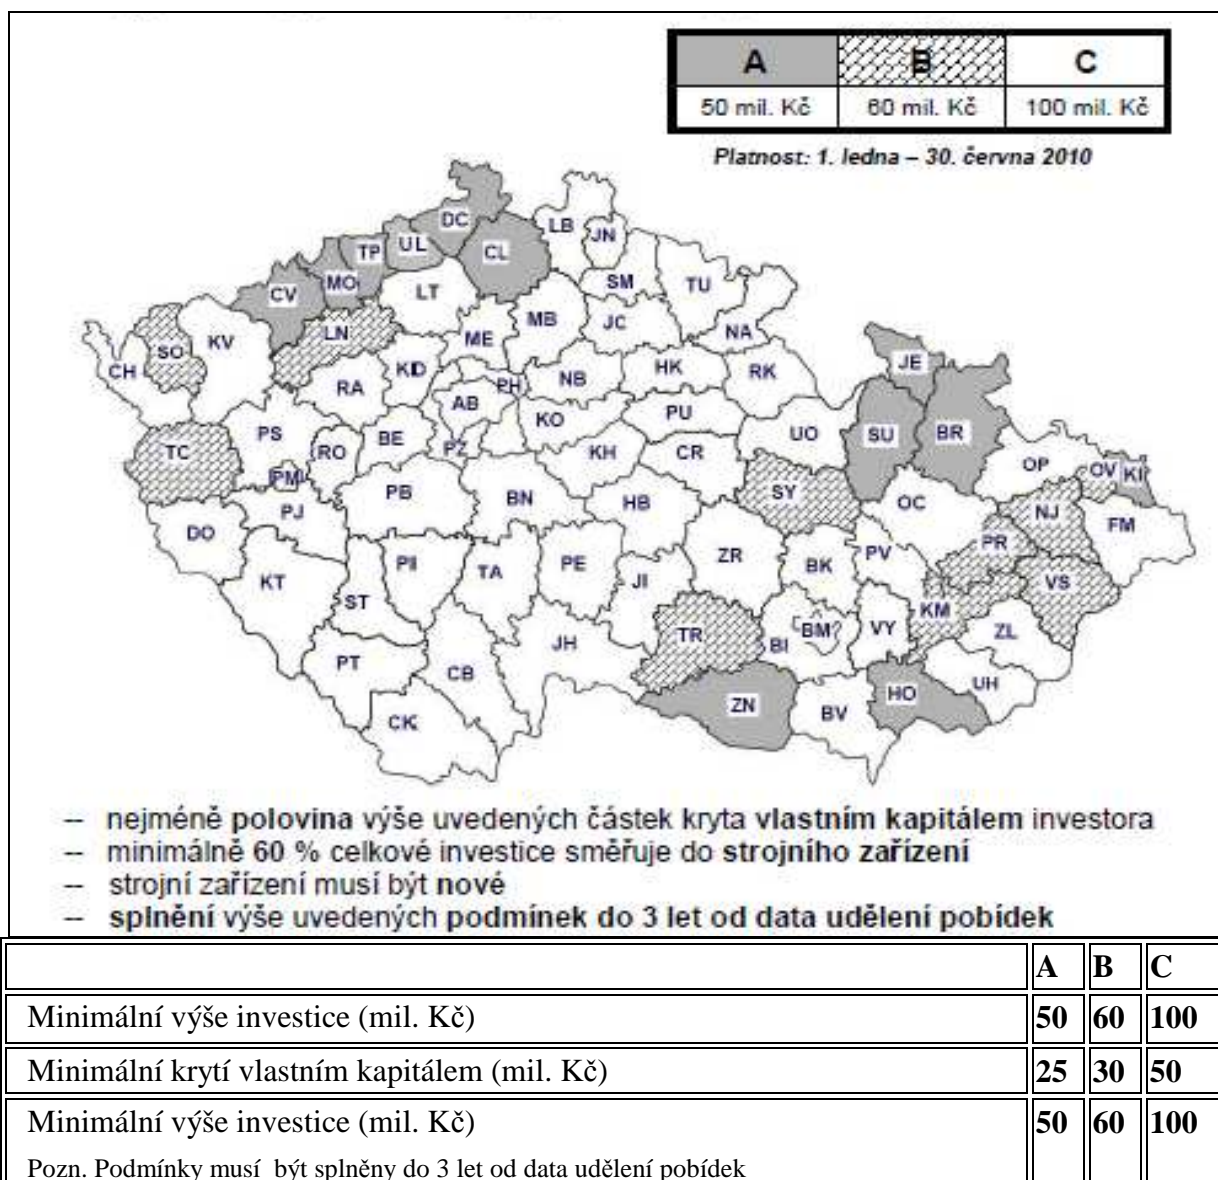 A B C
50 mil. Kč 60 mil. Kč 100 mil. Kč
Platnost: 1. ledna – 30. června 2010
DC
LB
JN
UL
TP
CL
MO
CV
LT
SM
TU
LN
MB
JC
NA
ME
SO
KV
CH
KD
RA
PH
NB
HK
RK
JE
AB
KO
PU
PS
RO
BE
PZ
KH
CR
UO
SU
BR
TC
PM
PB
BN
HB
SY
OP
OV
KI
OC
NJ
FM
DO
PJ
KT
PI
TA
PE
JI
ZR
BK
PV
PR
VS
ST
TR
BM
BI
VY
KM
ZL
PT
CB
JH
ZN
BV
HO
UH
CK
– nejméně polovina výše uvedených částek kryta vlastním kapitálem investora
– minimálně 60 % celkové investice směřuje do strojního zařízení
– strojní zařízení musí být nové
– splnění výše uvedených podmínek do 3 let od data udělení pobídek
A B C
Minimální výše investice (mil. Kč) 50 60 100
Minimální krytí vlastním kapitálem (mil. Kč) 25 30 50
Minimální výše investice (mil. Kč) 50 60 100
Pozn. Podmínky musí být splněny do 3 let od data udělení pobídek